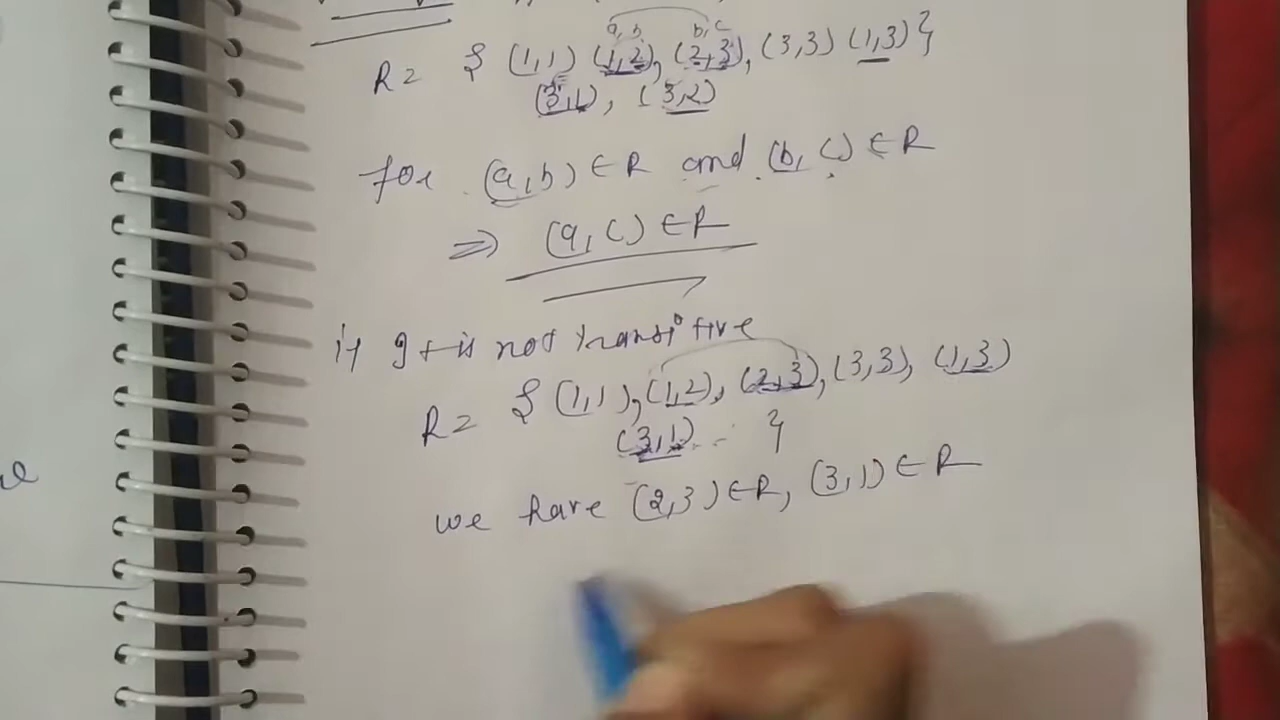 a,b b,c
R = { (1,1) (1,2), (2,3), (3,3) (1,3) }
(3,1), (3,2)
for (a,b) ∈ R and (b, c) ∈ R
⇒ (a, c) ∈ R
if It is not transitive
R = { (1,1), (1,2), (2,3), (3,3), (1,3)
(3,1) -- }
we have (2,3) ∈ R, (3,1) ∈ R